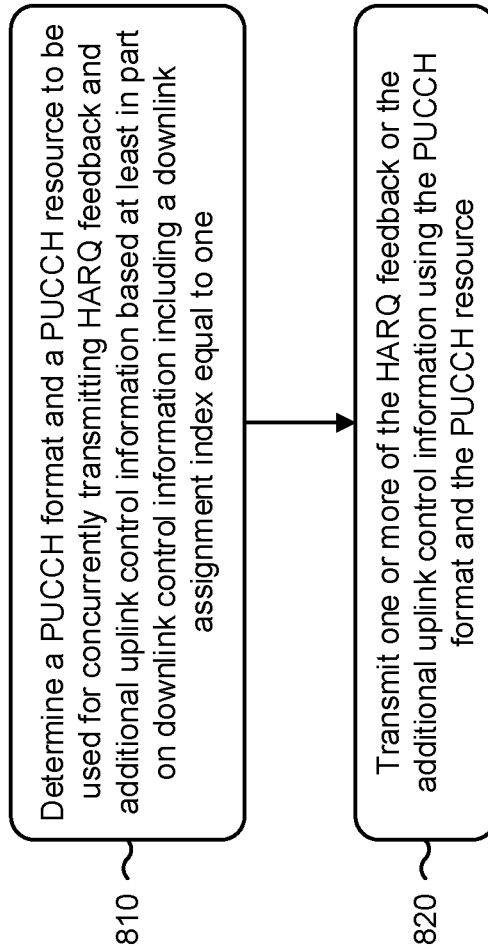 810
Determine a PUCCH format and a PUCCH resource to be
used for concurrently transmitting HARQ feedback and
additional uplink control information based at least in part
on downlink control information including a downlink
assignment index equal to one
820
Transmit one or more of the HARQ feedback or the
additional uplink control information using the PUCCH
format and the PUCCH resource